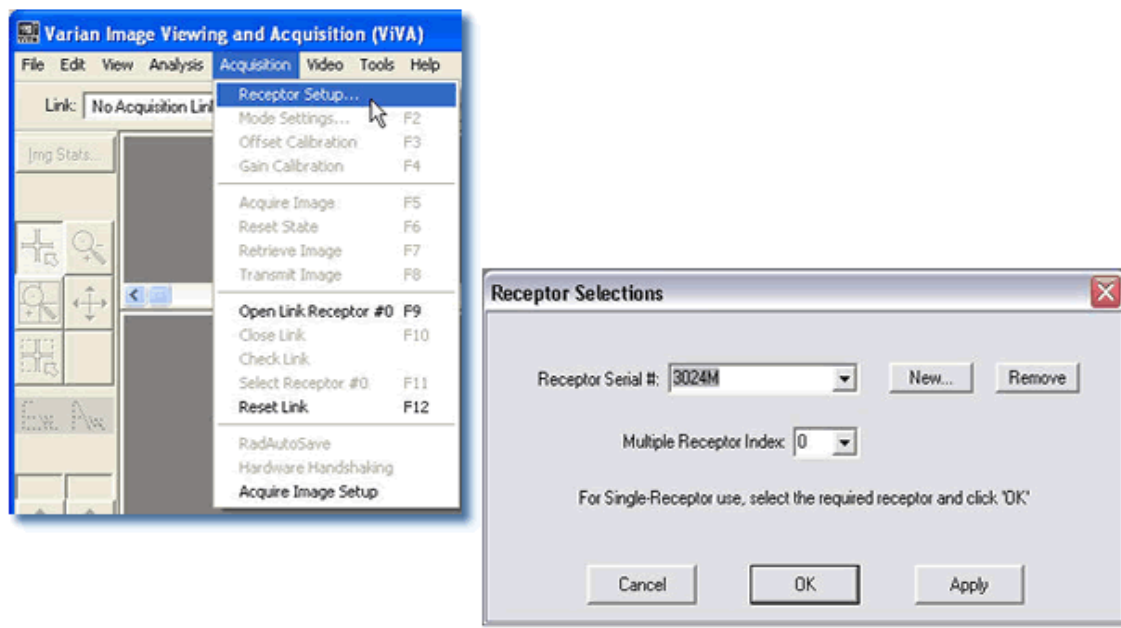 Varian Image Viewing and Acquisition (ViVA)
File Edit View Analysis Acquisition Video Tools Help
Link: No Acquisition Lin
Img Stats...
Receptor Setup...
Mode Settings... F2
Offset Calibration F3
Gain Calibration F4
Acquire Image F5
Reset State F6
Retrieve Image F7
Transmit Image F8
Open Link Receptor #0 F9
Close Link F10
Check Link
Select Receptor #0 F11
Reset Link F12
RadAutoSave
Hardware Handshaking
Acquire Image Setup
Receptor Selections
Receptor Serial #: 3024M New... Remove
Multiple Receptor Index: 0
For Single-Receptor use, select the required receptor and click 'OK'
Cancel OK Apply